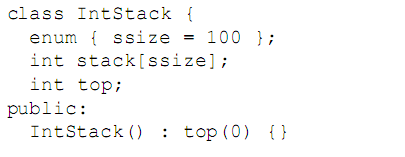 class IntStack {
  enum { ssize = 100 };
  int stack[ssize];
  int top;
public:
  IntStack() : top(0) {}